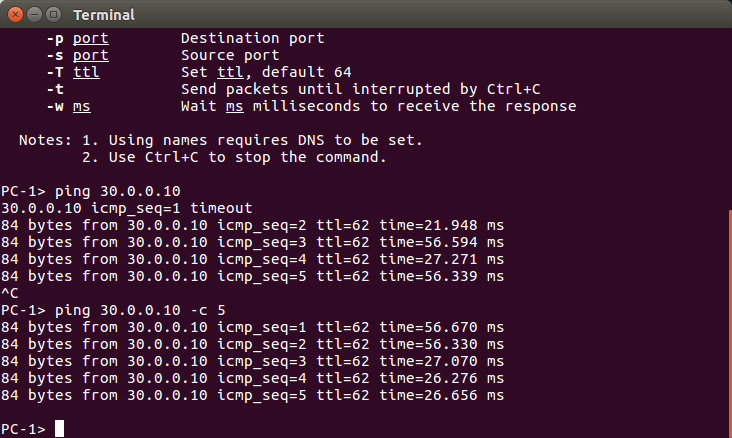 Terminal
-p port Destination port
-s port Source port
-T ttl Set ttl, default 64
-t Send packets until interrupted by Ctrl+C
-w ms Wait ms milliseconds to receive the response
Notes: 1. Using names requires DNS to be set.
2. Use Ctrl+C to stop the command.
PC-1> ping 30.0.0.10
30.0.0.10 icmp_seq=1 timeout
84 bytes from 30.0.0.10 icmp_seq=2 ttl=62 time=21.948 ms
84 bytes from 30.0.0.10 icmp_seq=3 ttl=62 time=56.594 ms
84 bytes from 30.0.0.10 icmp_seq=4 ttl=62 time=27.271 ms
84 bytes from 30.0.0.10 icmp_seq=5 ttl=62 time=56.339 ms
^C
PC-1> ping 30.0.0.10 -c 5
84 bytes from 30.0.0.10 icmp_seq=1 ttl=62 time=56.670 ms
84 bytes from 30.0.0.10 icmp_seq=2 ttl=62 time=56.330 ms
84 bytes from 30.0.0.10 icmp_seq=3 ttl=62 time=27.070 ms
84 bytes from 30.0.0.10 icmp_seq=4 ttl=62 time=26.276 ms
84 bytes from 30.0.0.10 icmp_seq=5 ttl=62 time=26.656 ms
PC-1>